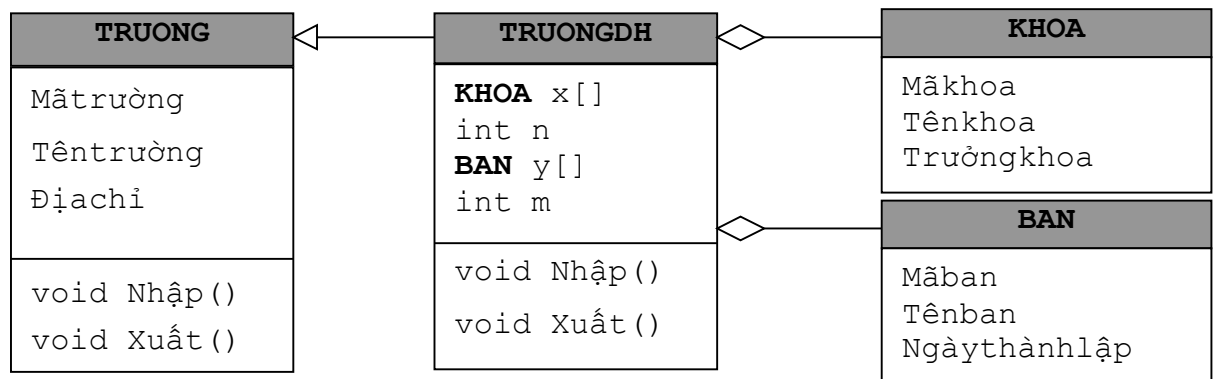 TRUONG
Mãtrường
Têntrường
Địachỉ
void Nhập()
void Xuất()
TRUONGDH
KHOA x[]
int n
BAN y[]
int m
void Nhập()
void Xuất()
KHOA
Mãkhoa
Tênkhoa
Trưởngkhoa
BAN
Mãban
Tênban
Ngàythànhlập